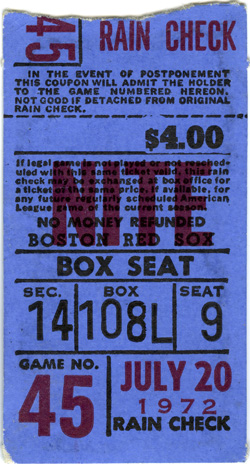 45
RAIN CHECK
IN THE EVENT OF POSTPONEMENT
THIS COUPON WILL ADMIT THE HOLDER
TO THE GAME NUMBERED HEREON.
NOT GOOD IF DETACHED FROM ORIGINAL
RAIN CHECK.
$4.00
If legal game is not played or not resched-
uled with this same ticket valid, this rain
check may be exchanged at box office for
a ticket of the same price, if available, for
any future regularly scheduled American
League game of the current season.
NO MONEY REFUNDED
BOSTON RED SOX
BOX SEAT
SEC. BOX SEAT
14 108L 9
GAME NO.
45
JULY 20
1972
RAIN CHECK